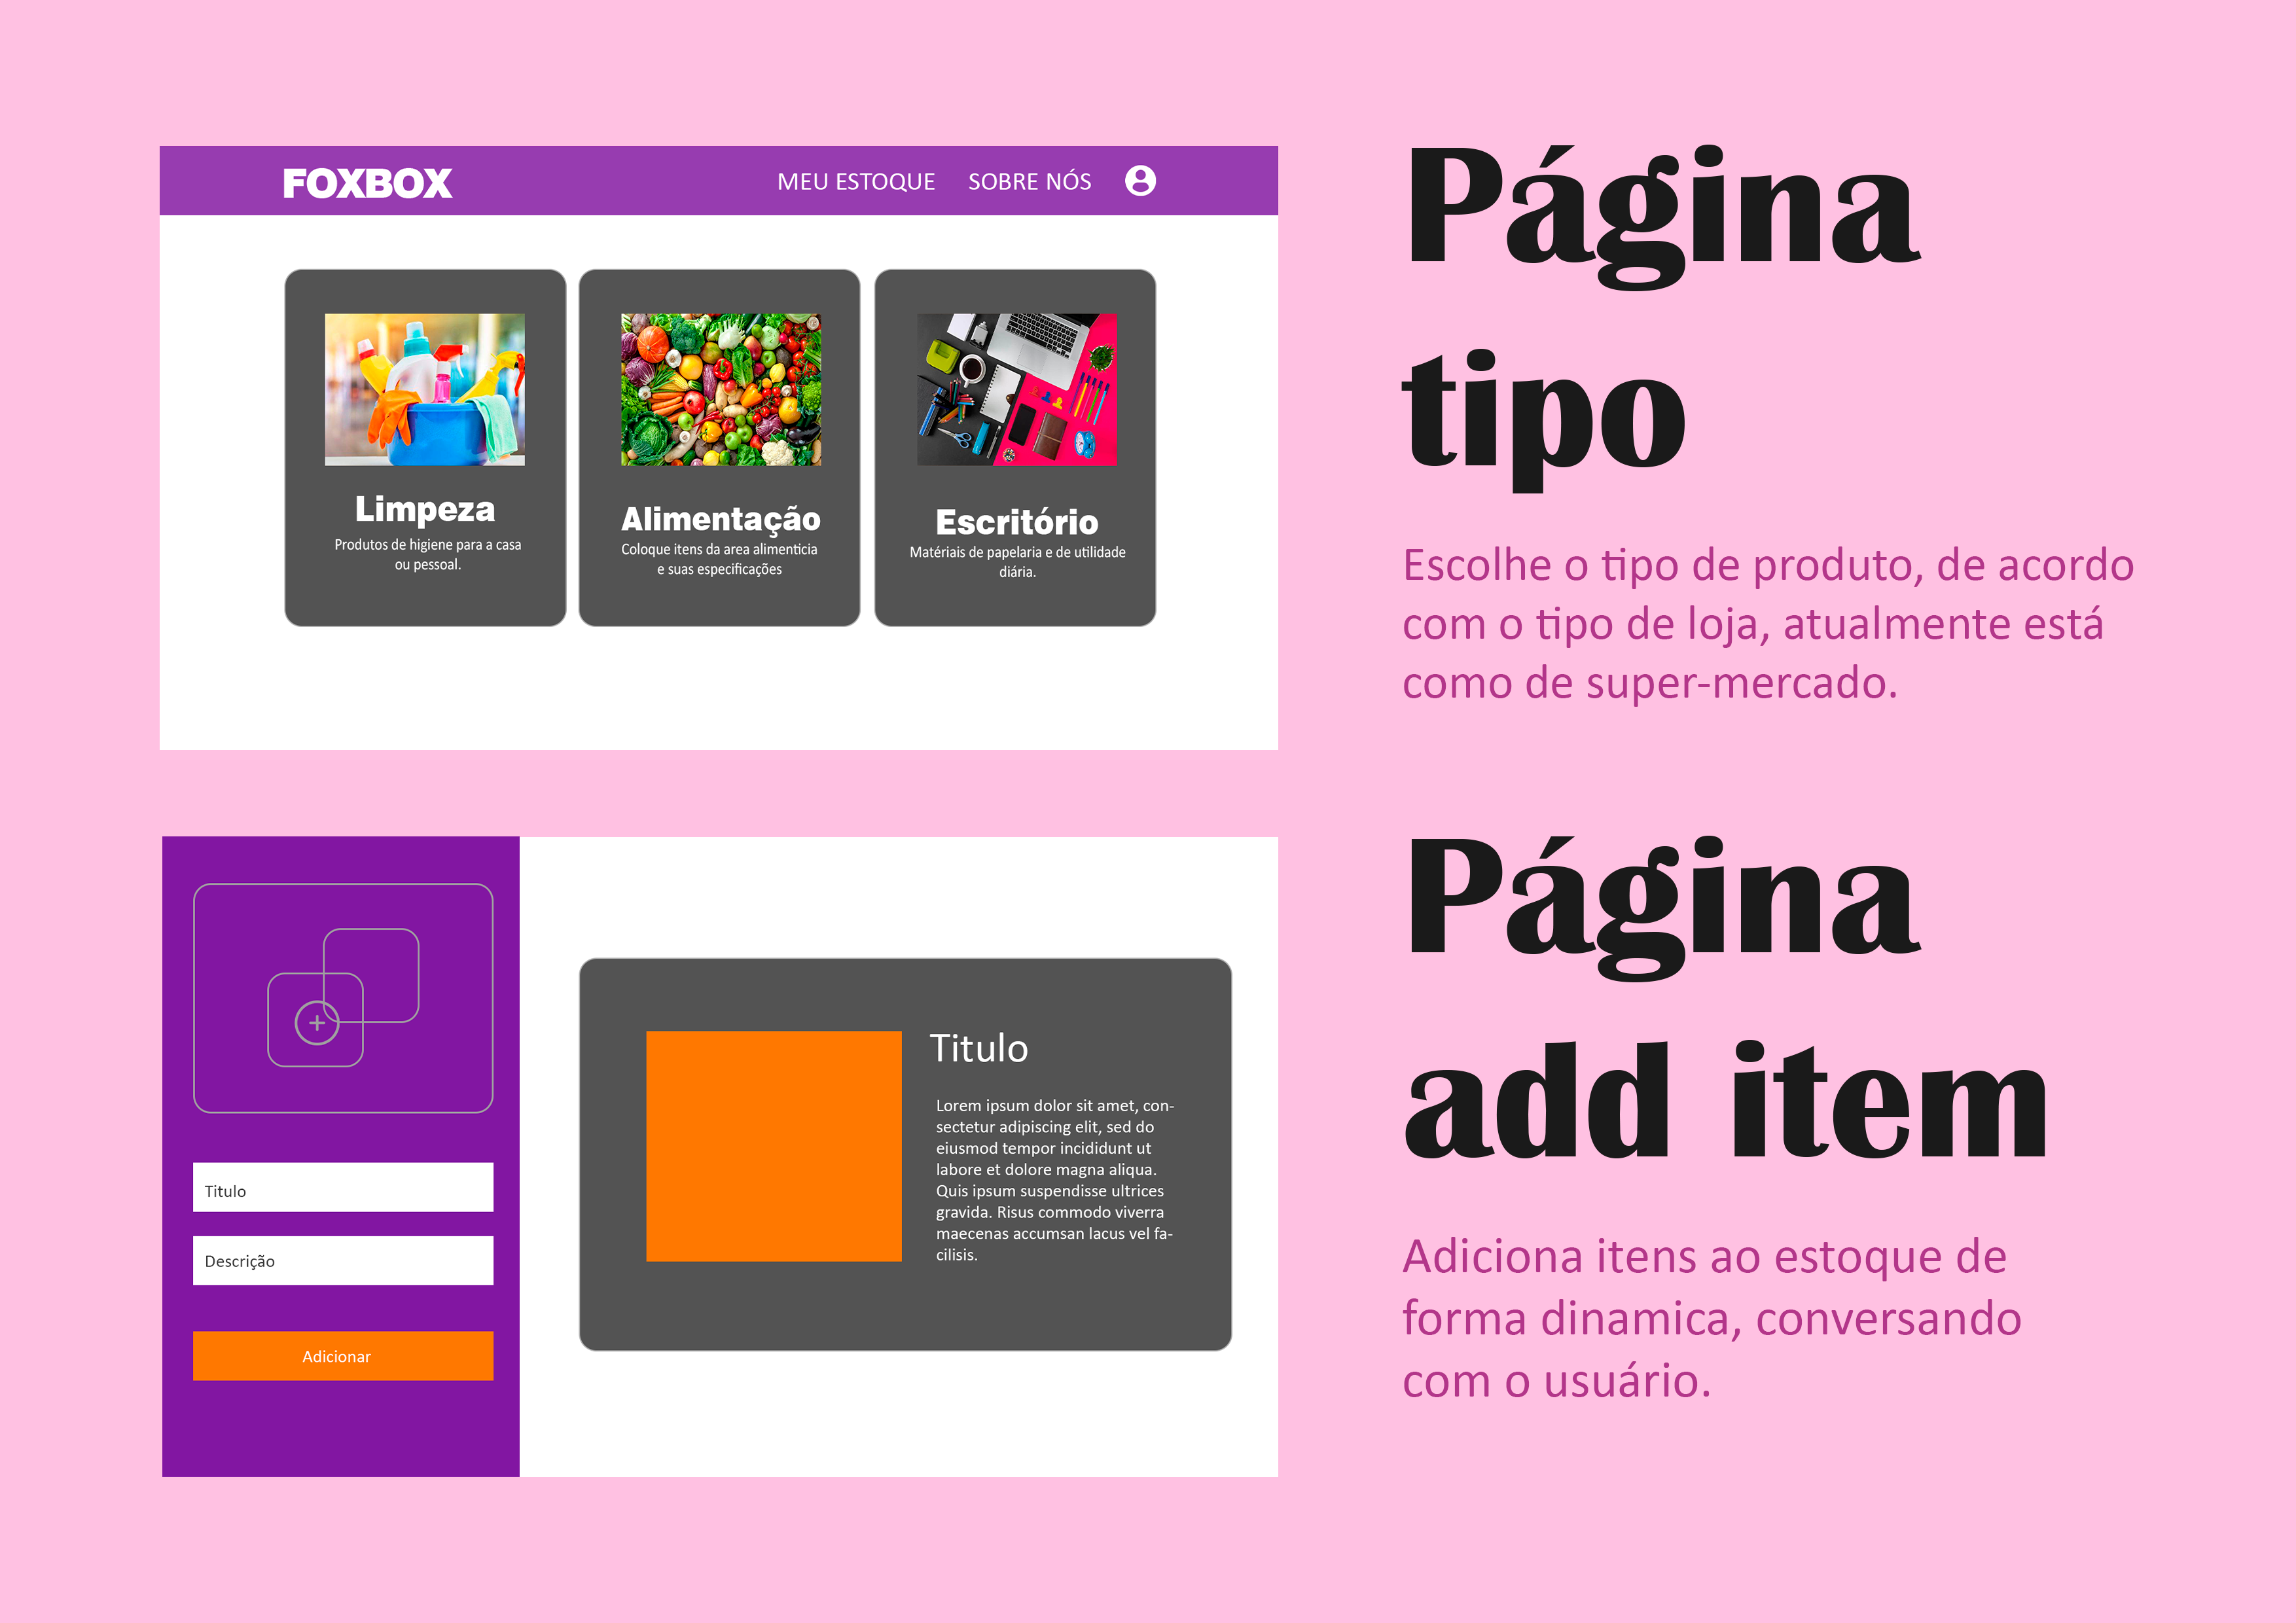 FOXBOX
MEU ESTOQUE
SOBRE NÓS
Limpeza
Produtos de higiene para a casa
ou pessoal.
Alimentação
Coloque itens da area alimenticia
e suas especificações
Escritório
Matériais de papelaria e de utilidade
diária.
Página
tipo
Escolhe o tipo de produto, de acordo
com o tipo de loja, atualmente está
como de super-mercado.
Titulo
Descrição
Adicionar
Titulo
Lorem ipsum dolor sit amet, con-
sectetur adipiscing elit, sed do
eiusmod tempor incididunt ut
labore et dolore magna aliqua.
Quis ipsum suspendisse ultrices
gravida. Risus commodo viverra
maecenas accumsan lacus vel fa-
cilisis.
Página
add item
Adiciona itens ao estoque de
forma dinamica, conversando
com o usuário.